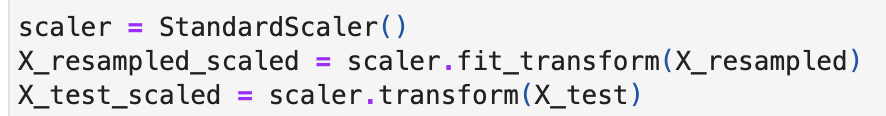 scaler = StandardScaler()
X_resampled_scaled = scaler.fit_transform(X_resampled)
X_test_scaled = scaler.transform(X_test)